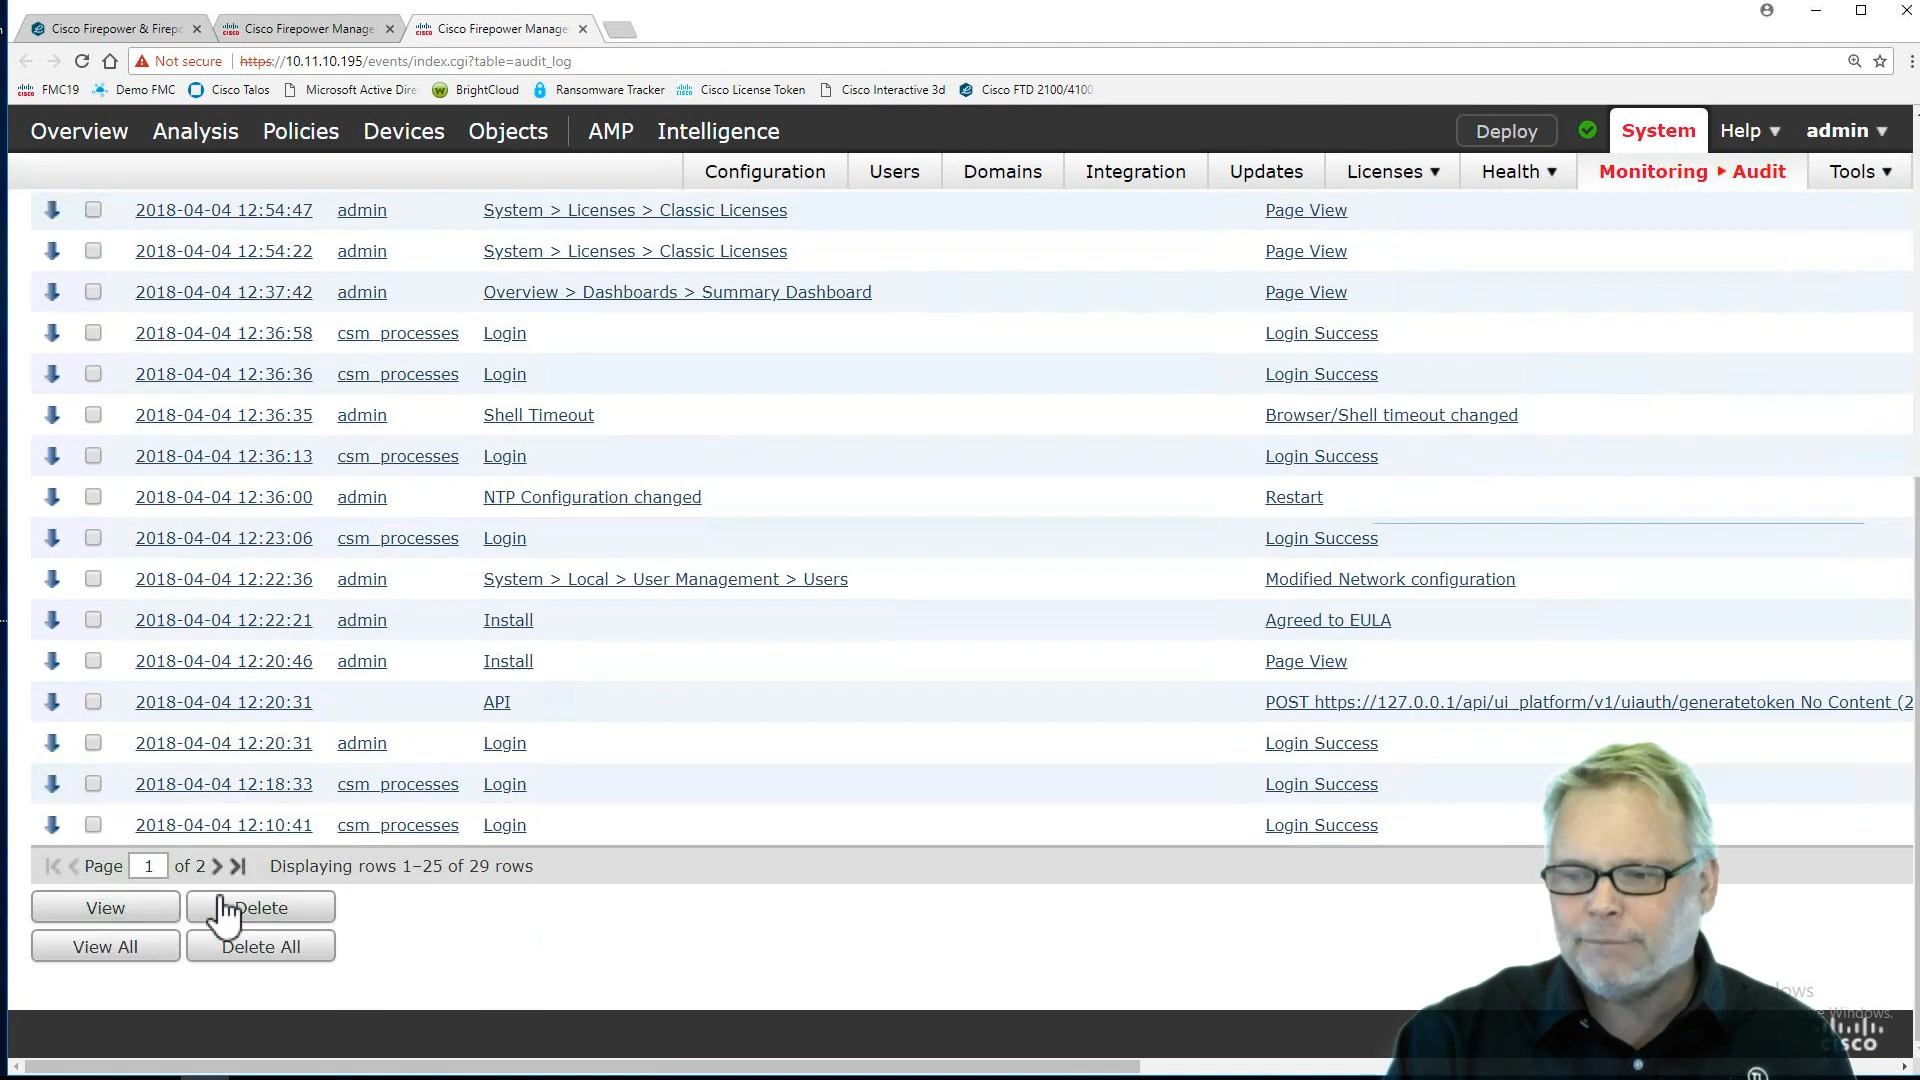 Cisco Firepower & Firepo
Cisco Firepower Manage
Cisco Firepower Manage
Not secure https://10.11.10.195/events/index.cgi?table=audit_log
FMC19 Demo FMC Cisco Talos Microsoft Active Dire BrightCloud Ransomware Tracker Cisco License Token Cisco Interactive 3d Cisco FTD 2100/4100
Overview Analysis Policies Devices Objects AMP Intelligence Deploy System Help ▼ admin ▼
Configuration Users Domains Integration Updates Licenses ▼ Health ▼ Monitoring ▸ Audit Tools ▼
2018-04-04 12:54:47 admin System > Licenses > Classic Licenses Page View
2018-04-04 12:54:22 admin System > Licenses > Classic Licenses Page View
2018-04-04 12:37:42 admin Overview > Dashboards > Summary Dashboard Page View
2018-04-04 12:36:58 csm_processes Login Login Success
2018-04-04 12:36:36 csm_processes Login Login Success
2018-04-04 12:36:35 admin Shell Timeout Browser/Shell timeout changed
2018-04-04 12:36:13 csm_processes Login Login Success
2018-04-04 12:36:00 admin NTP Configuration changed Restart
2018-04-04 12:23:06 csm_processes Login Login Success
2018-04-04 12:22:36 admin System > Local > User Management > Users Modified Network configuration
2018-04-04 12:22:21 admin Install Agreed to EULA
2018-04-04 12:20:46 admin Install Page View
2018-04-04 12:20:31 API POST https://127.0.0.1/api/ui_platform/v1/uiauth/generatetoken No Content (2
2018-04-04 12:20:31 admin Login Login Success
2018-04-04 12:18:33 csm_processes Login Login Success
2018-04-04 12:10:41 csm_processes Login Login Success
Page 1 of 2 Displaying rows 1–25 of 29 rows
View Delete
View All Delete All
Windows.
CISCO